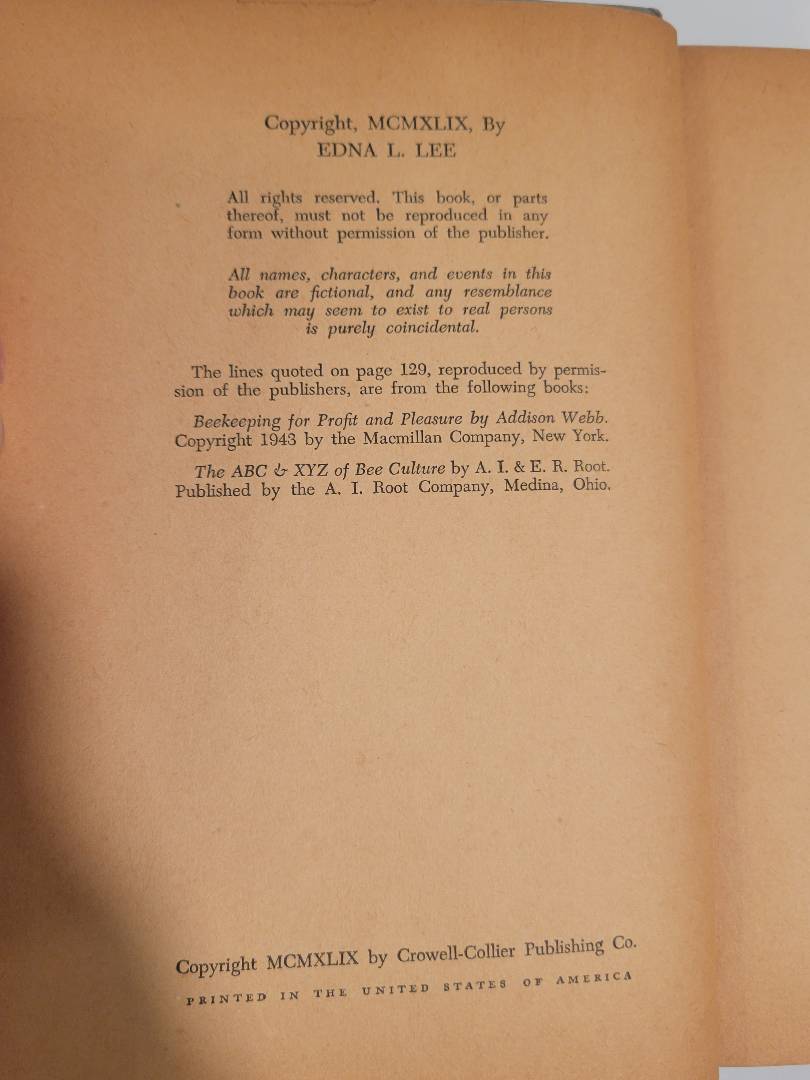 Copyright, MCMXLIX, By
EDNA L. LEE
All rights reserved. This book, or parts
thereof, must not be reproduced in any
form without permission of the publisher.
All names, characters, and events in this
book are fictional, and any resemblance
which may seem to exist to real persons
is purely coincidental.
The lines quoted on page 129, reproduced by permis-
sion of the publishers, are from the following books:
Beekeeping for Profit and Pleasure by Addison Webb.
Copyright 1943 by the Macmillan Company, New York.
The ABC & XYZ of Bee Culture by A. I. & E. R. Root.
Published by the A. I. Root Company, Medina, Ohio.
Copyright MCMXLIX by Crowell-Collier Publishing Co.
PRINTED IN THE UNITED STATES OF AMERICA